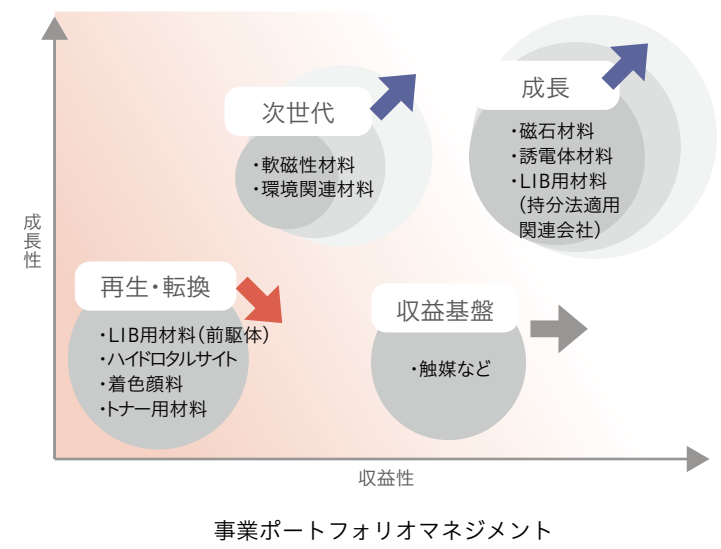 次世代
・軟磁性材料
・環境関連材料
成長
・磁石材料
・誘電体材料
・LIB用材料
(持分法適用
関連会社)
成長性
再生・転換
・LIB用材料(前駆体)
・ハイドロタルサイト
・着色顔料
・トナー用材料
収益基盤
・触媒など
収益性
事業ポートフォリオマネジメント